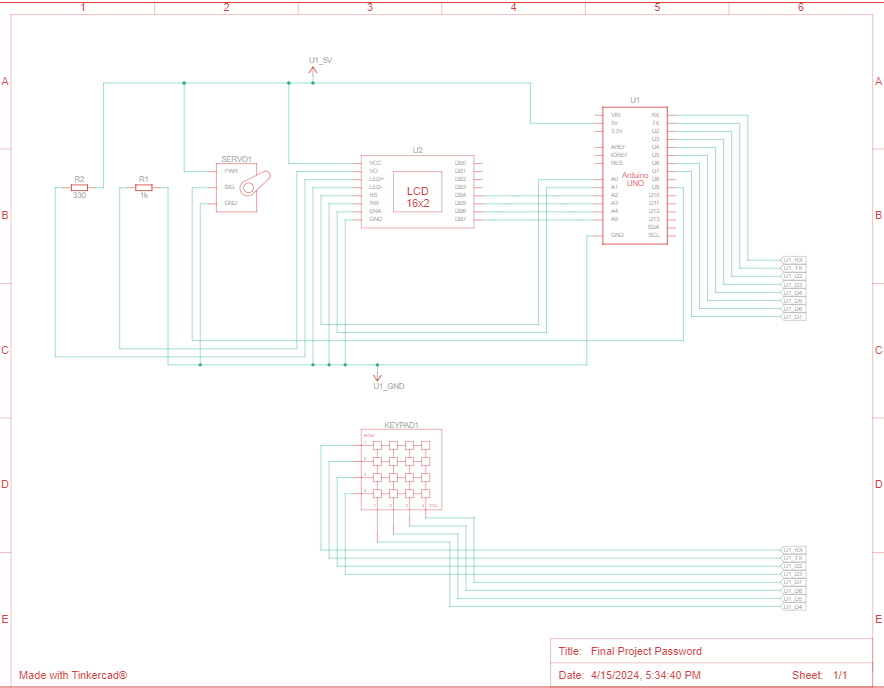 1 2 3 4 5 6
A A
U1_5V
U1
VIN RX
5V TX
3.3V D2
D3
AREF D4
IOREF D5
RES D6
D7
A0 D8
A1 D9
A2 D10
A3 D11
A4 D12
A5 D13
SDA
GND SCL
Arduino
UNO
U2
VCC DB0
VO DB1
LED+ DB2
LED- DB3
RS DB4
RW DB5
ENA DB6
GND DB7
LCD
16x2
SERVO1
PWR
SIG
GND
R2
330
R1
1k
B B
U1_RX
U1_TX
U1_D2
U1_D3
U1_D4
U1_D5
U1_D6
U1_D7
C C
U1_GND
KEYPAD1
ROW
1
2
3
4
1 2 3 4 COL
D D
U1_RX
U1_TX
U1_D2
U1_D3
U1_D7
U1_D6
U1_D5
U1_D4
E E
Title: Final Project Password
Made with Tinkercad®
Date: 4/15/2024, 5:34:40 PM Sheet: 1/1